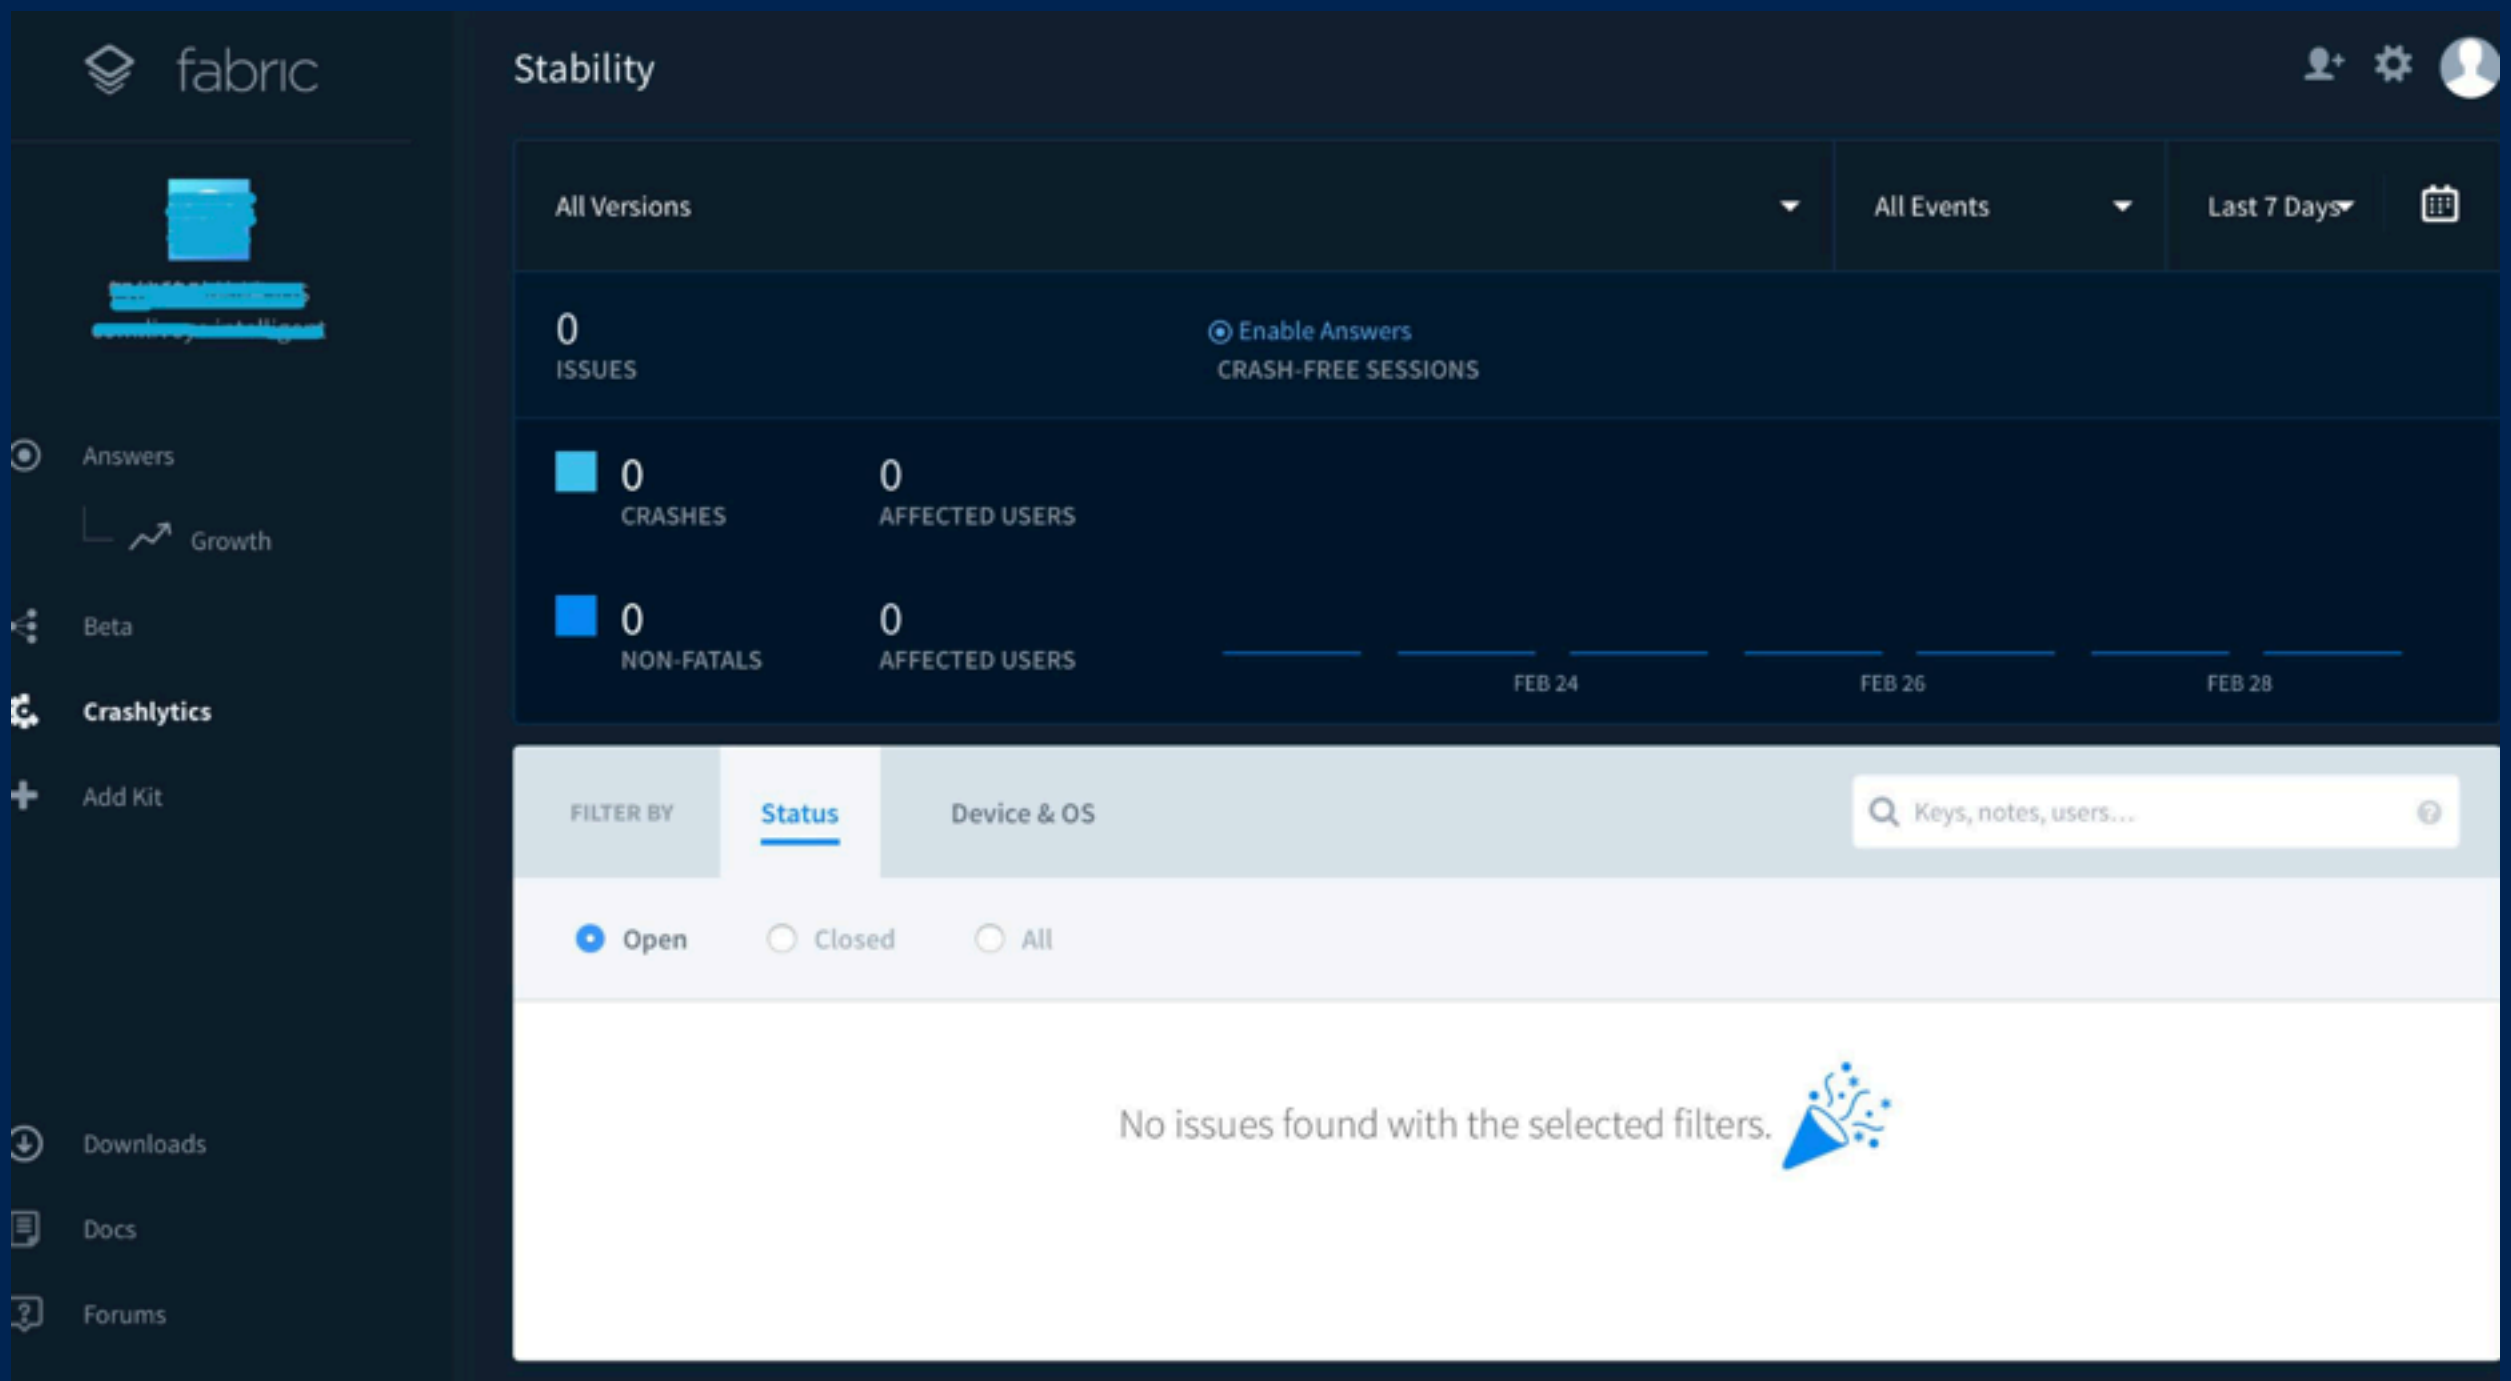 fabric
Answers
Growth
Beta
Crashlytics
Add Kit
Downloads
Docs
Forums
Stability
All Versions
All Events
Last 7 Days
0
ISSUES
Enable Answers
CRASH-FREE SESSIONS
0
CRASHES
0
AFFECTED USERS
0
NON-FATALS
0
AFFECTED USERS
FEB 24
FEB 26
FEB 28
FILTER BY
Status
Device & OS
Keys, notes, users...
Open
Closed
All
No issues found with the selected filters.